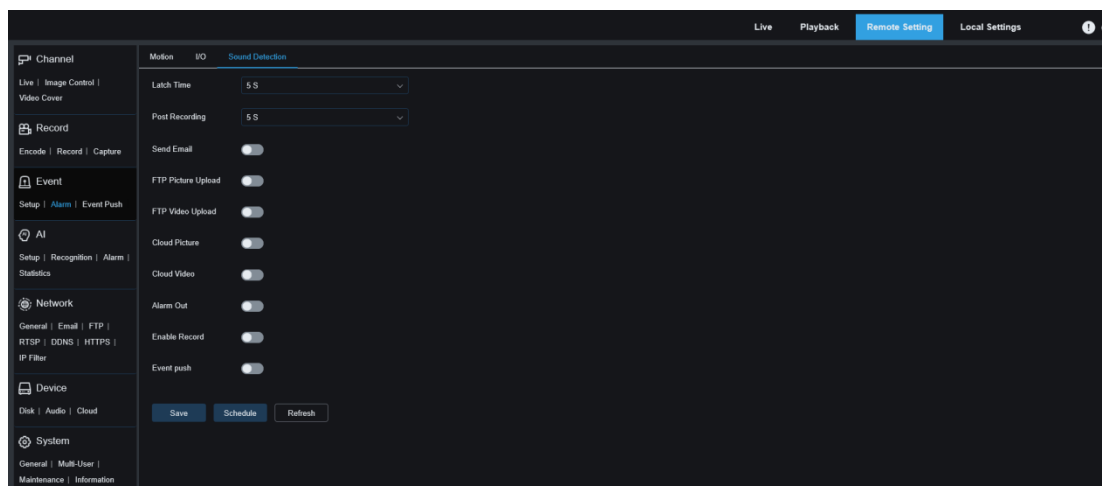 Live Playback Remote Setting Local Settings
Channel
Live | Image Control |
Video Cover
Record
Encode | Record | Capture
Event
Setup | Alarm | Event Push
AI
Setup | Recognition | Alarm |
Statistics
Network
General | Email | FTP |
RTSP | DDNS | HTTPS |
IP Filter
Device
Disk | Audio | Cloud
System
General | Multi-User |
Maintenance | Information
Motion I/O Sound Detection
Latch Time 5 S
Post Recording 5 S
Send Email
FTP Picture Upload
FTP Video Upload
Cloud Picture
Cloud Video
Alarm Out
Enable Record
Event push
Save Schedule Refresh